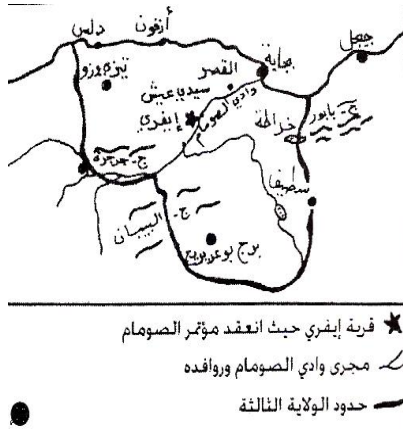 أزفون
دلس
جيجل
بجاية
القصر
تيزي وزو
سيدي عيش
وادي الصومام
إيفري
ج. بابور
خراطة
ج. جرجرة
سطيف
ج. البيبان
برج بوعريريج
قرية إيفري حيث انعقد مؤتمر الصومام
مجرى وادي الصومام وروافده
حدود الولاية الثالثة